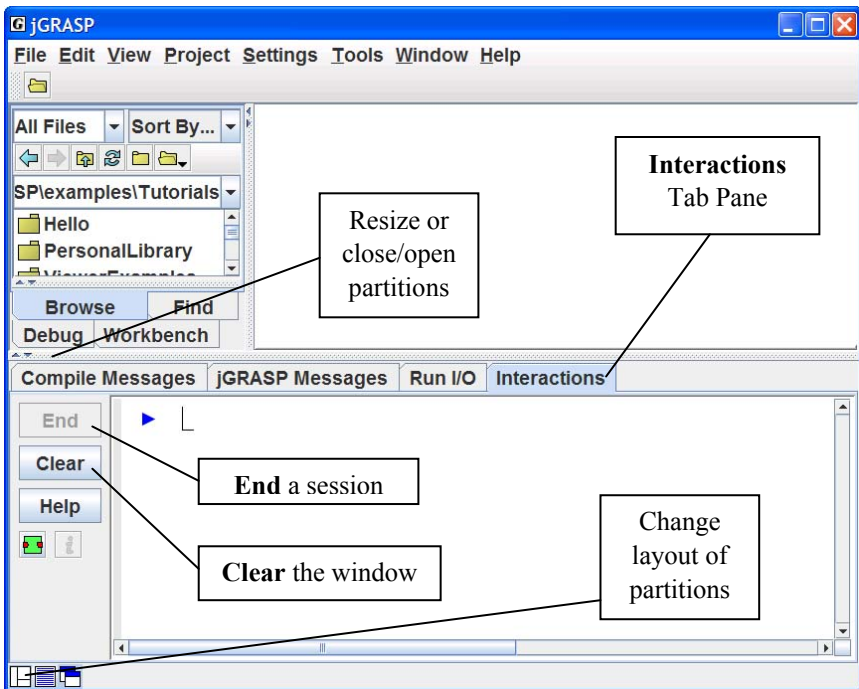 jGRASP
File Edit View Project Settings Tools Window Help
All Files Sort By...
SP\examples\Tutorials
Hello
PersonalLibrary
ViewerExamples
Browse Find
Debug Workbench
Resize or
close/open
partitions
Interactions
Tab Pane
Compile Messages jGRASP Messages Run I/O Interactions
End
Clear
Help
End a session
Clear the window
Change
layout of
partitions